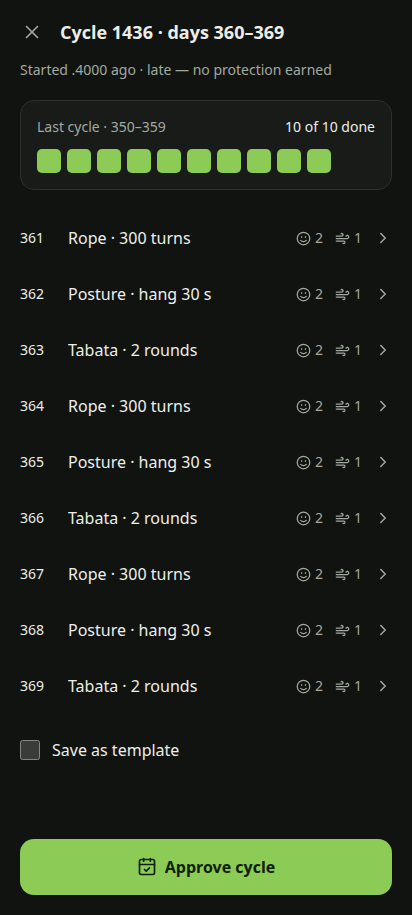 Cycle 1436 · days 360–369
Started .4000 ago · late — no protection earned
Last cycle · 350–359 10 of 10 done
361 Rope · 300 turns 2 1
362 Posture · hang 30 s 2 1
363 Tabata · 2 rounds 2 1
364 Rope · 300 turns 2 1
365 Posture · hang 30 s 2 1
366 Tabata · 2 rounds 2 1
367 Rope · 300 turns 2 1
368 Posture · hang 30 s 2 1
369 Tabata · 2 rounds 2 1
Save as template
Approve cycle